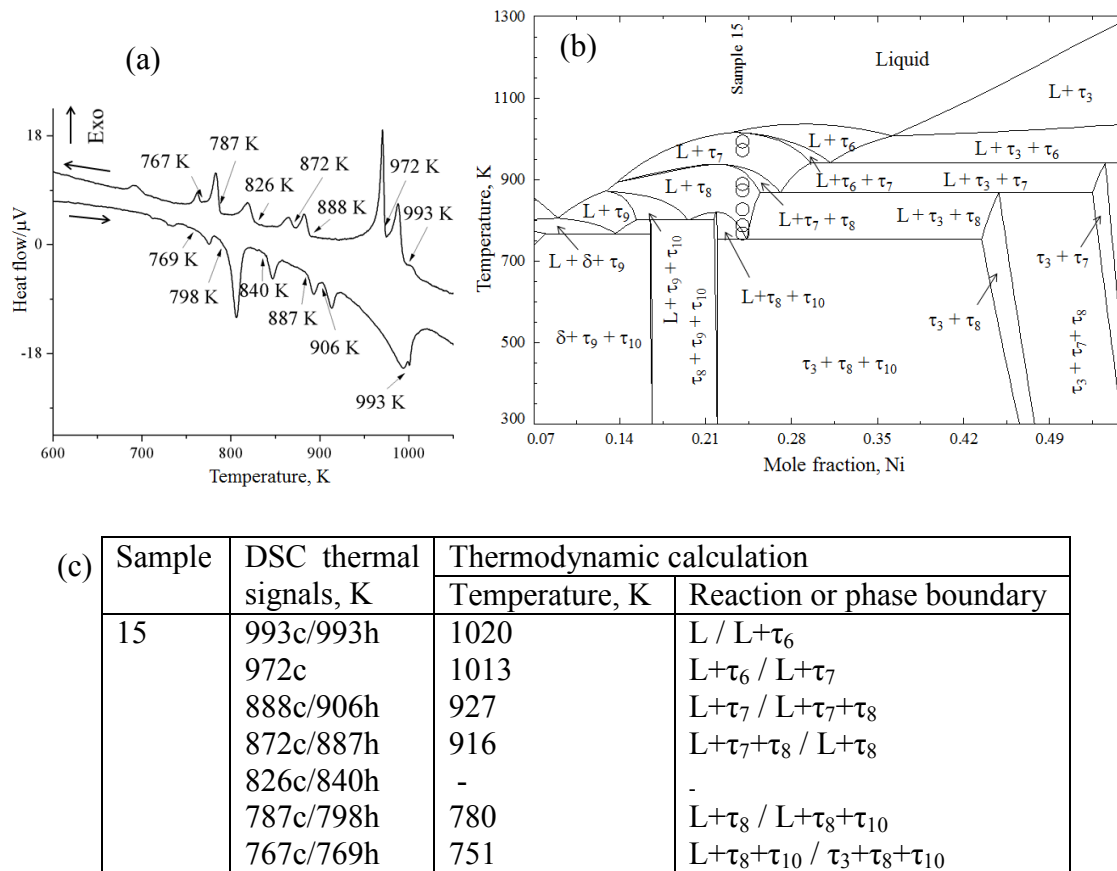 (a)
Exo
18
0
-18
Heat flow/µV
767 K
787 K
826 K
872 K
888 K
972 K
993 K
769 K
798 K
840 K
887 K
906 K
993 K
600
700
800
900
1000
Temperature, K
(b)
1300
1100
900
700
500
300
Temperature, K
Sample 15
Liquid
L+ τ3
L+ τ6
L+ τ7
L+ τ8
L+ τ9
L+τ6 + τ7
L + τ3 + τ6
L + τ3 + τ7
L+τ7 + τ8
L + τ3 + τ8
L + δ+ τ9
L + τ9 + τ10
τ8 + τ9 + τ10
L+τ8 + τ10
δ+ τ9 + τ10
τ3 + τ8 + τ10
τ3 + τ8
τ3 + τ7
τ3 + τ7 + τ8
0.07
0.14
0.21
0.28
0.35
0.42
0.49
Mole fraction, Ni
(c)
Sample DSC thermal Thermodynamic calculation
signals, K Temperature, K Reaction or phase boundary
15 993c/993h 1020 L / L+τ6
972c 1013 L+τ6 / L+τ7
888c/906h 927 L+τ7 / L+τ7+τ8
872c/887h 916 L+τ7+τ8 / L+τ8
826c/840h - -
787c/798h 780 L+τ8 / L+τ8+τ10
767c/769h 751 L+τ8+τ10 / τ3+τ8+τ10